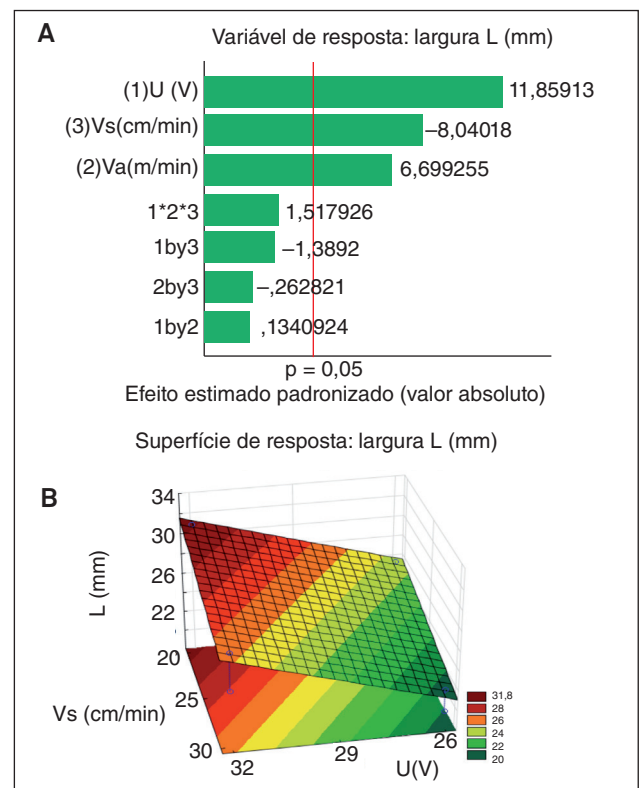 A
Variável de resposta: largura L (mm)
(1)U (V)
11,85913
(3)Vs(cm/min)
–8,04018
(2)Va(m/min)
6,699255
1*2*3
1,517926
1by3
–1,3892
2by3
–,262821
1by2
,1340924
p = 0,05
Efeito estimado padronizado (valor absoluto)
Superfície de resposta: largura L (mm)
B
34
30
26
22
20
L (mm)
25
30
Vs (cm/min)
32
29
26
U(V)
31,8
28
26
24
22
20